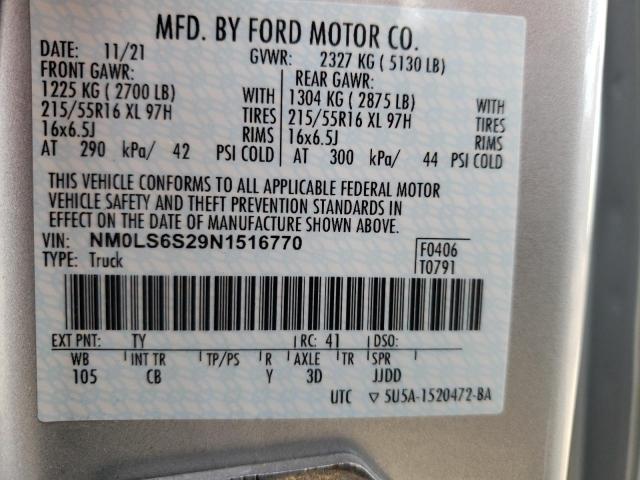 MFD. BY FORD MOTOR CO.
DATE: 11/21 GVWR: 2327 KG ( 5130 LB)
FRONT GAWR: REAR GAWR:
1225 KG ( 2700 LB) WITH 1304 KG ( 2875 LB) WITH
215/55R16 XL 97H TIRES 215/55R16 XL 97H TIRES
16x6.5J RIMS 16x6.5J RIMS
AT 290 kPa/ 42 PSI COLD AT 300 kPa/ 44 PSI COLD
THIS VEHICLE CONFORMS TO ALL APPLICABLE FEDERAL MOTOR
VEHICLE SAFETY AND THEFT PREVENTION STANDARDS IN
EFFECT ON THE DATE OF MANUFACTURE SHOWN ABOVE.
VIN: NM0LS6S29N1516770 F0406
TYPE: Truck T0791
EXT PNT: TY RC: 41 DSO:
WB INT TR TP/PS R AXLE TR SPR
105 CB Y 3D JJDD
UTC ▽ 5U5A-1520472-BA